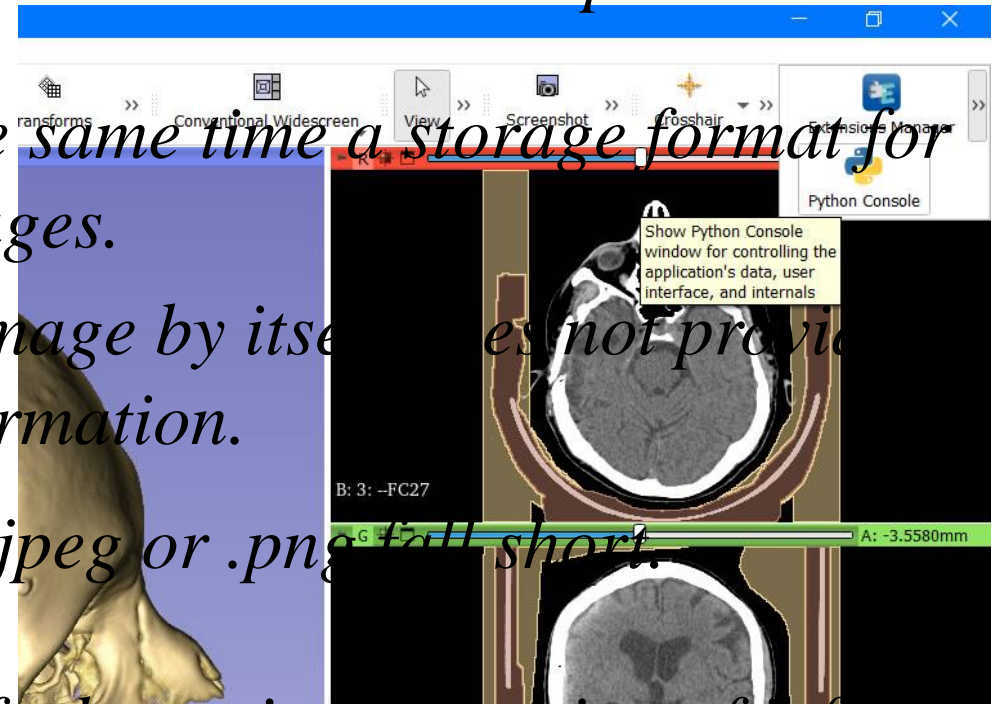 ransforms
Conventional Widescreen
View
Screenshot
Crosshair
Extensions Manager
same time a storage format for
R
Python Console
ges.
Show Python Console
window for controlling the
application's data, user
interface, and internals
mage by itself does not provide
rmation.
B: 3: --FC27
G
A: -3.5580mm
jpeg or .png fall short.